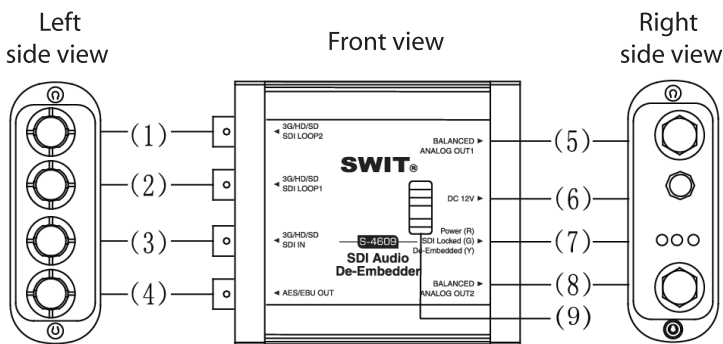 Left
side view
Front view
Right
side view
(1)
3G/HD/SD
SDI LOOP2
(2)
3G/HD/SD
SDI LOOP1
(3)
3G/HD/SD
SDI IN
(4)
AES/EBU OUT
SWIT®
S-4609
SDI Audio
De-Embedder
BALANCED
ANALOG OUT1
(5)
DC 12V
(6)
Power (R)
SDI Locked (G)
De-Embedded (Y)
(7)
BALANCED
ANALOG OUT2
(8)
(9)